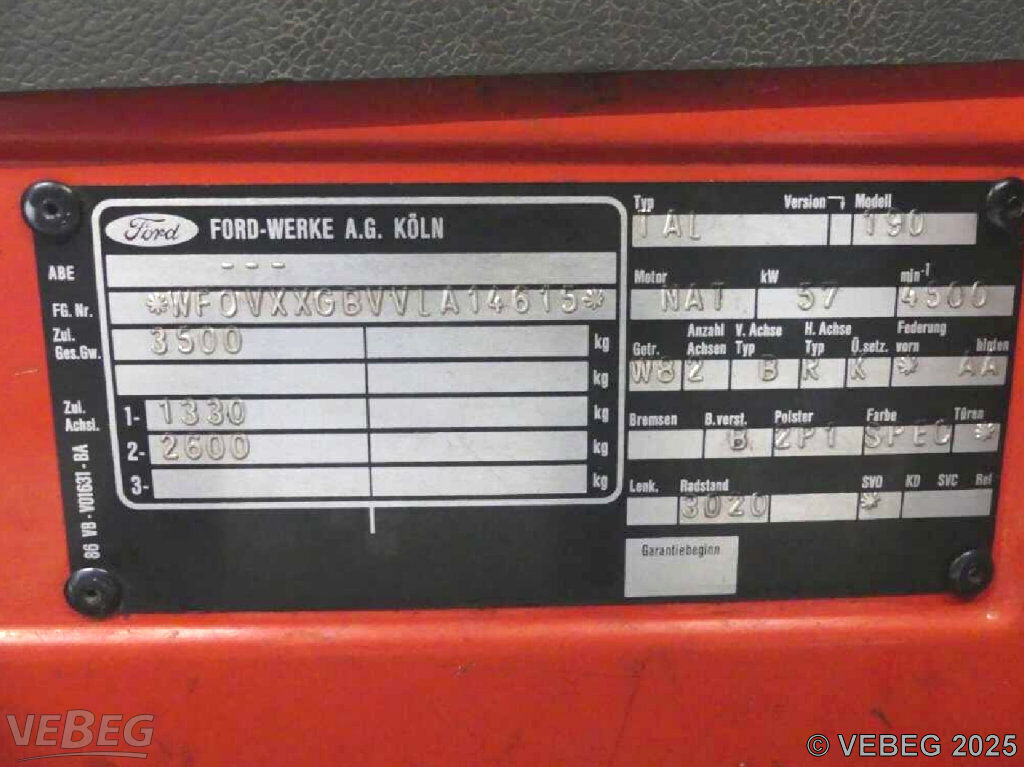 Ford FORD-WERKE A.G. KÖLN
ABE ---
FG. Nr. *WF0VXXGBVVLA14615*
Zul. Ges.Gw. 3500 kg
kg
Zul. Achsl. 1- 1330 kg
2- 2600
3- kg
86 VB-V01631-BA
Typ Version Modell
1AL 190
Motor kW min-1
NAT 57 4500
Getr. Anzahl Achsen V. Achse Typ H. Achse Typ Ü.setz. Federung vorn hinten
W8 2 B R K * AA
Bremsen B.verst. Polster Farbe Türen
B 2P1 SPEC *
Lenk. Radstand SVO KD SVC Ref
3020 *
Garantiebeginn
VEBEG
© VEBEG 2025